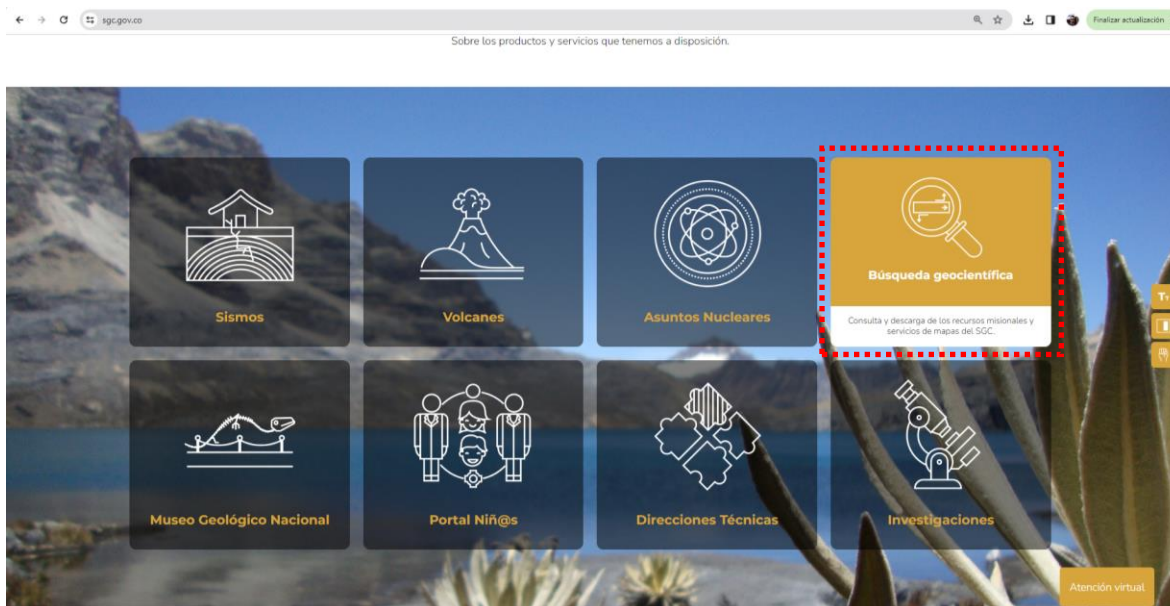 sgc.gov.co
Finalizar actualización
Sobre los productos y servicios que tenemos a disposición.
Sismos
Volcanes
Asuntos Nucleares
Búsqueda geocientífica
Consulta y descarga de los recursos misionales y
servicios de mapas del SGC.
Museo Geológico Nacional
Portal Niñ@s
Direcciones Técnicas
Investigaciones
Atención virtual